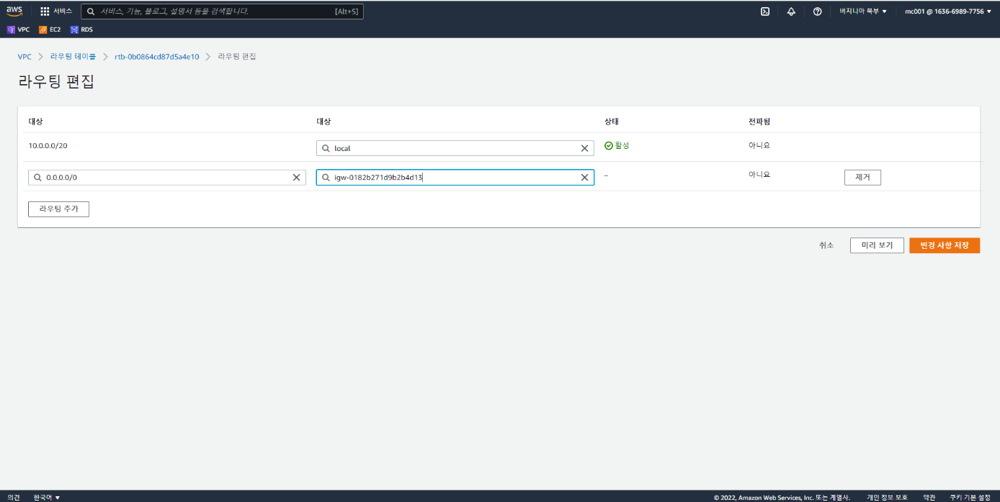 aws 서비스 서비스, 기능, 블로그, 설명서 등을 검색합니다. [Alt+S] 버지니아 북부 ▼ mc001 @ 1636-6989-7756 ▼
VPC EC2 RDS
VPC > 라우팅 테이블 > rtb-0b0864cd87d5a4e10 > 라우팅 편집
라우팅 편집
대상 대상 상태 전파됨
10.0.0.0/20 local 활성 아니요
0.0.0.0/0 igw-0182b271d9b2b4d13 – 아니요 제거
라우팅 추가
취소 미리 보기 변경 사항 저장
의견 한국어 ▼ © 2022, Amazon Web Services, Inc. 또는 계열사. 개인 정보 보호 약관 쿠키 기본 설정